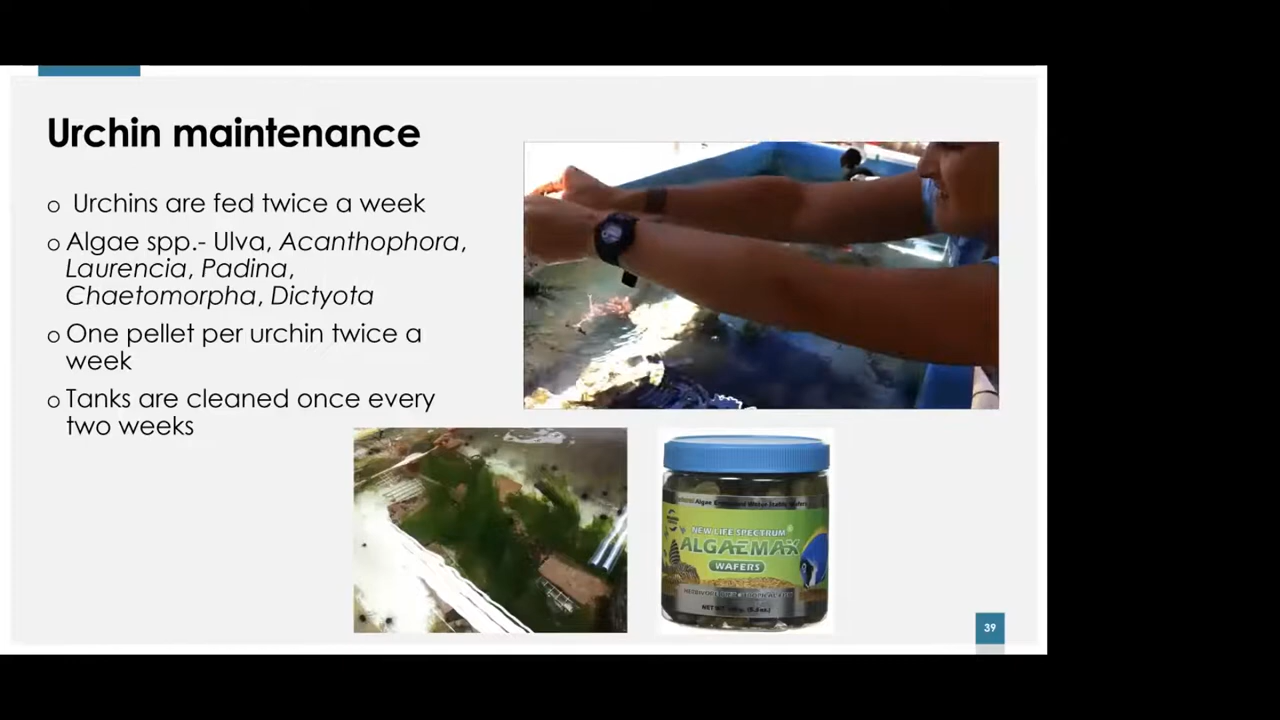 Urchin maintenance
o Urchins are fed twice a week
o Algae spp.- Ulva, Acanthophora,
Laurencia, Padina,
Chaetomorpha, Dictyota
o One pellet per urchin twice a
week
o Tanks are cleaned once every
two weeks
NEW LIFE SPECTRUM
ALGAEMAX
WAFERS
39